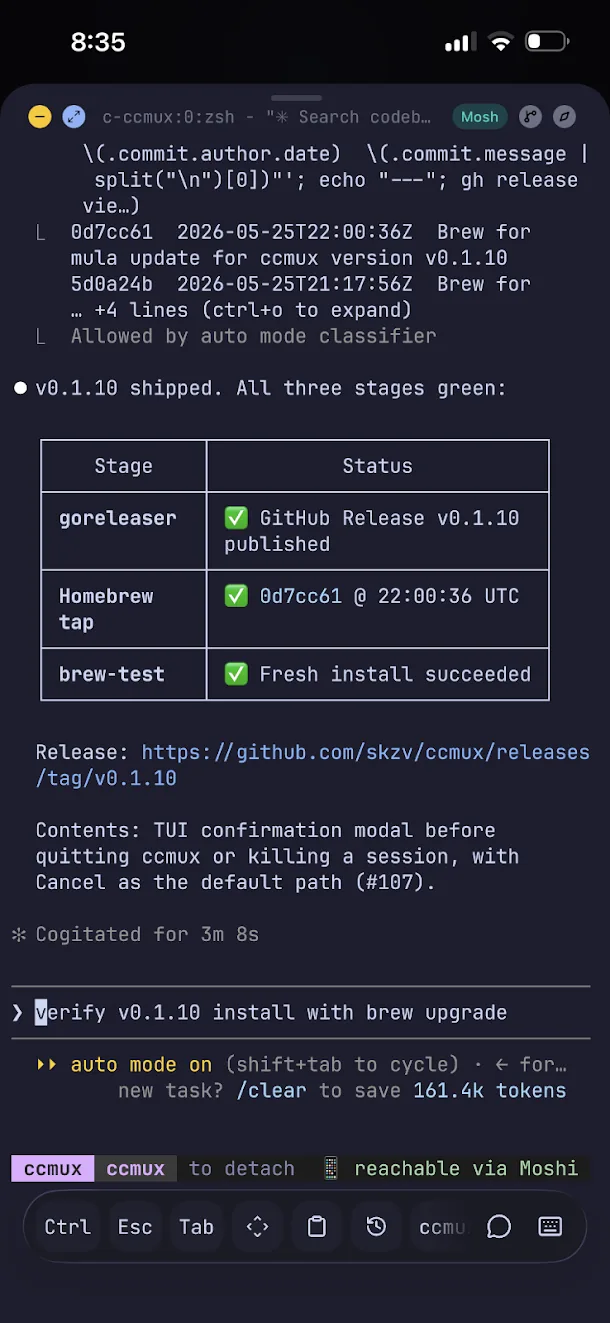 8:35
c-ccmux:0:zsh - "✳ Search codeb… Mosh
\(.commit.author.date)  \(.commit.message |
split("\n")[0])"'; echo "---"; gh release
vie…)
⎿ 0d7cc61  2026-05-25T22:00:36Z  Brew for
mula update for ccmux version v0.1.10
5d0a24b  2026-05-25T21:17:56Z  Brew for
… +4 lines (ctrl+o to expand)
⎿ Allowed by auto mode classifier
● v0.1.10 shipped. All three stages green:
Stage Status
goreleaser ✅ GitHub Release v0.1.10
published
Homebrew ✅ 0d7cc61 @ 22:00:36 UTC
tap
brew-test ✅ Fresh install succeeded
Release: https://github.com/skzv/ccmux/releases
/tag/v0.1.10
Contents: TUI confirmation modal before
quitting ccmux or killing a session, with
Cancel as the default path (#107).
✻ Cogitated for 3m 8s
❯ verify v0.1.10 install with brew upgrade
⏵⏵ auto mode on (shift+tab to cycle) · ← for…
new task? /clear to save 161.4k tokens
ccmux ccmux to detach 📱 reachable via Moshi
Ctrl Esc Tab ccmu